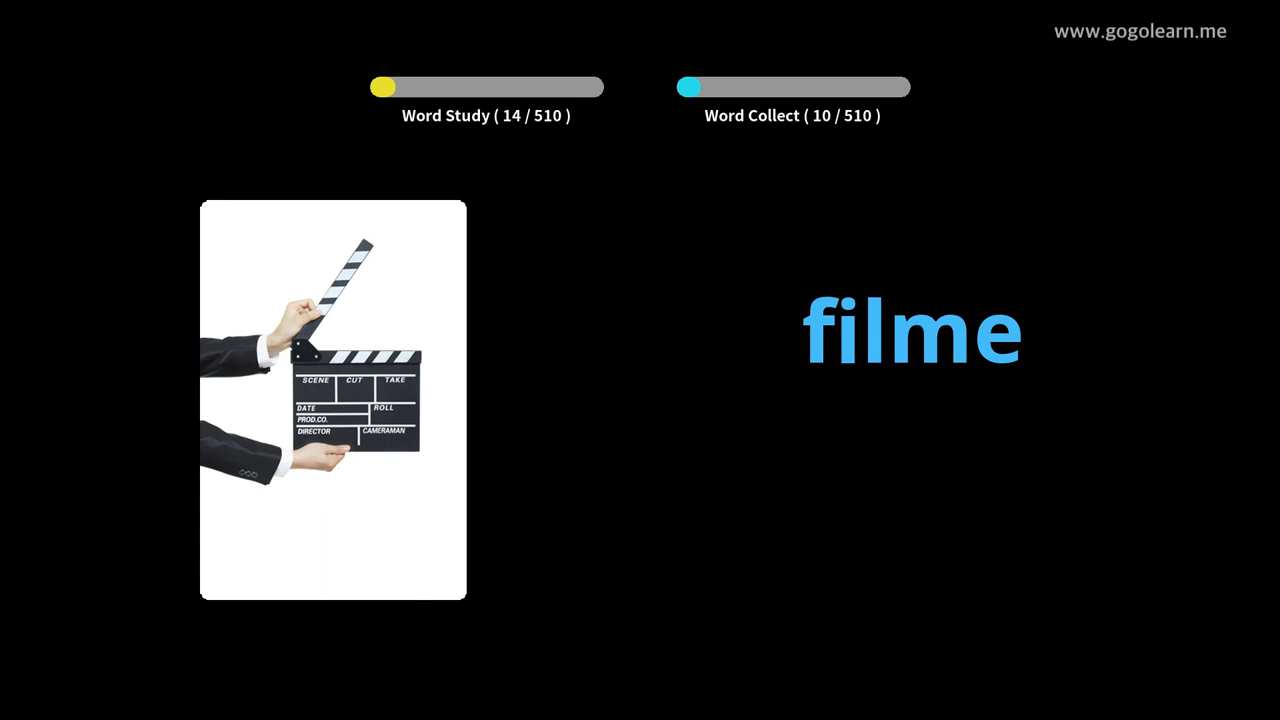 www.gogolearn.me
Word Study ( 14 / 510 )
Word Collect ( 10 / 510 )
filme
SCENE CUT TAKE
DATE ROLL
PROD.CO.
DIRECTOR CAMERAMAN